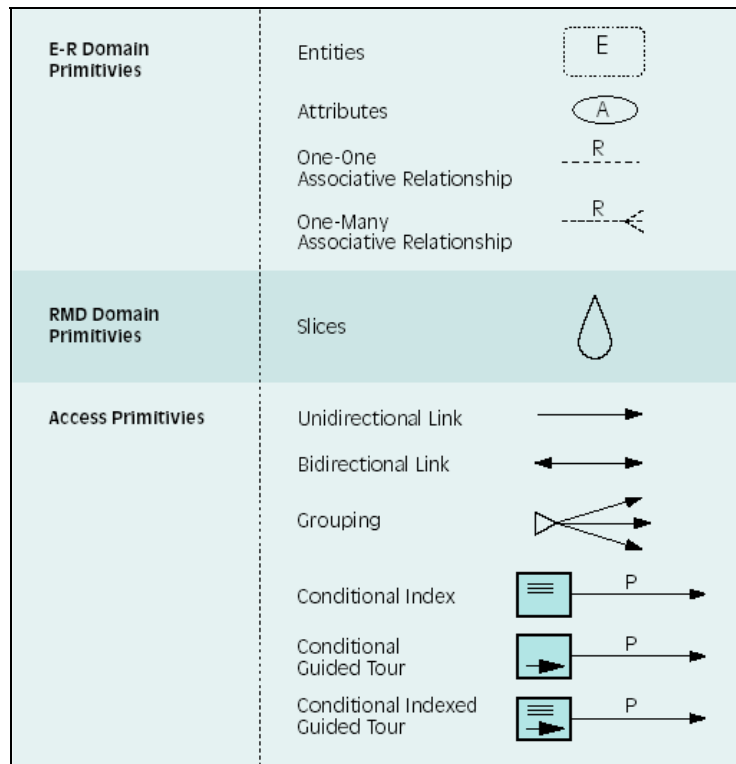 E-R Domain
Primitivies
Entities
E
Attributes
A
One-One
Associative Relationship
R
One-Many
Associative Relationship
R
RMD Domain
Primitivies
Slices
Access Primitivies
Unidirectional Link
Bidirectional Link
Grouping
Conditional Index
P
Conditional
Guided Tour
P
Conditional Indexed
Guided Tour
P